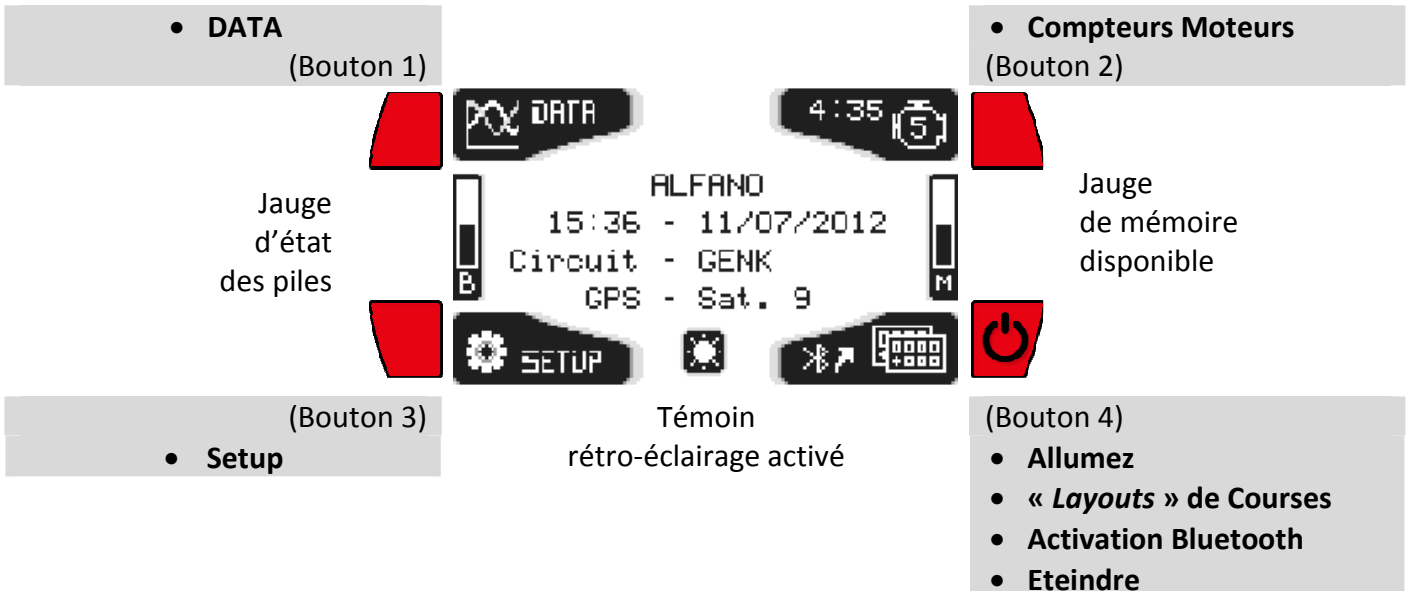 • DATA
(Bouton 1)
• Compteurs Moteurs
(Bouton 2)
DATA
4:35
5
Jauge
d’état
des piles
B
ALFANO
15:36 - 11/07/2012
Circuit - GENK
GPS - Sat. 9
M
Jauge
de mémoire
disponible
SETUP
(Bouton 3)
• Setup
Témoin
rétro-éclairage activé
(Bouton 4)
• Allumez
• « Layouts » de Courses
• Activation Bluetooth
• Eteindre